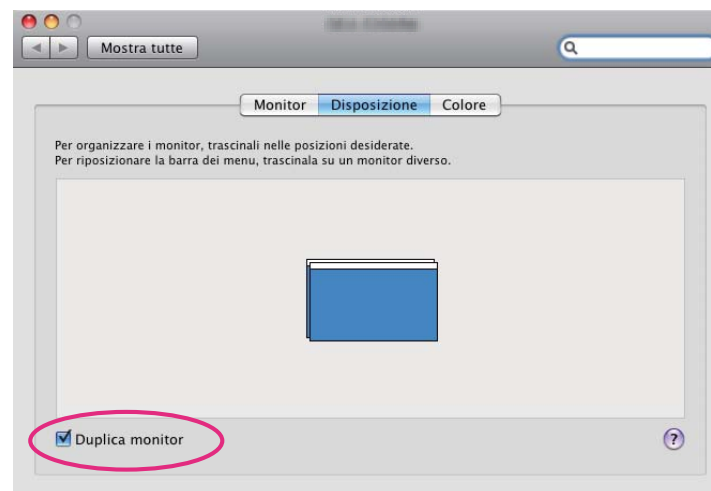 Mostra tutte
Monitor Disposizione Colore
Per organizzare i monitor, trascinali nelle posizioni desiderate.
Per riposizionare la barra dei menu, trascinala su un monitor diverso.
Duplica monitor
?